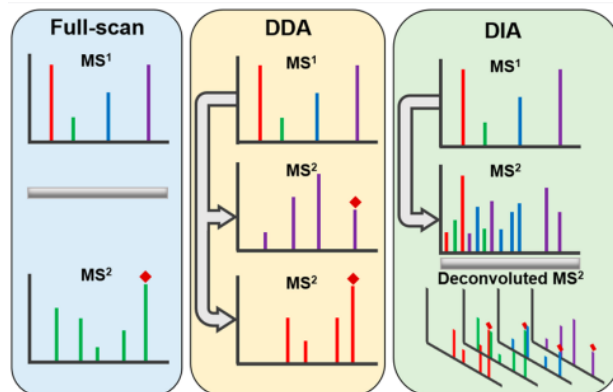 Full-scan
MS¹
MS²
DDA
MS¹
MS²
MS²
DIA
MS¹
MS²
Deconvoluted MS²